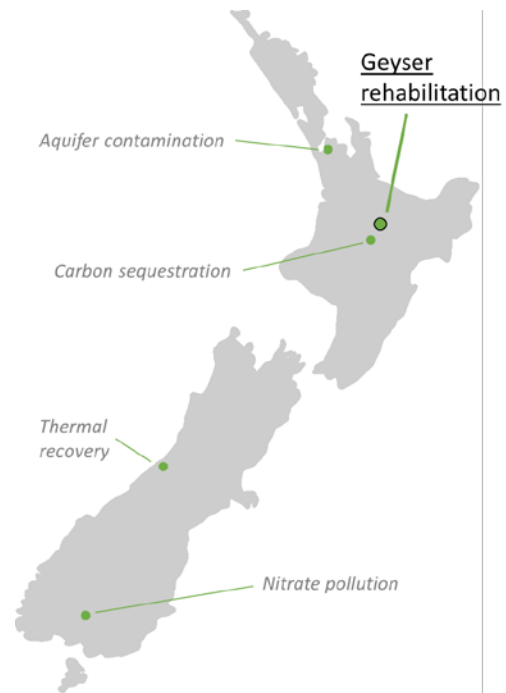 Geyser
rehabilitation
Aquifer contamination
Carbon sequestration
Thermal
recovery
Nitrate pollution